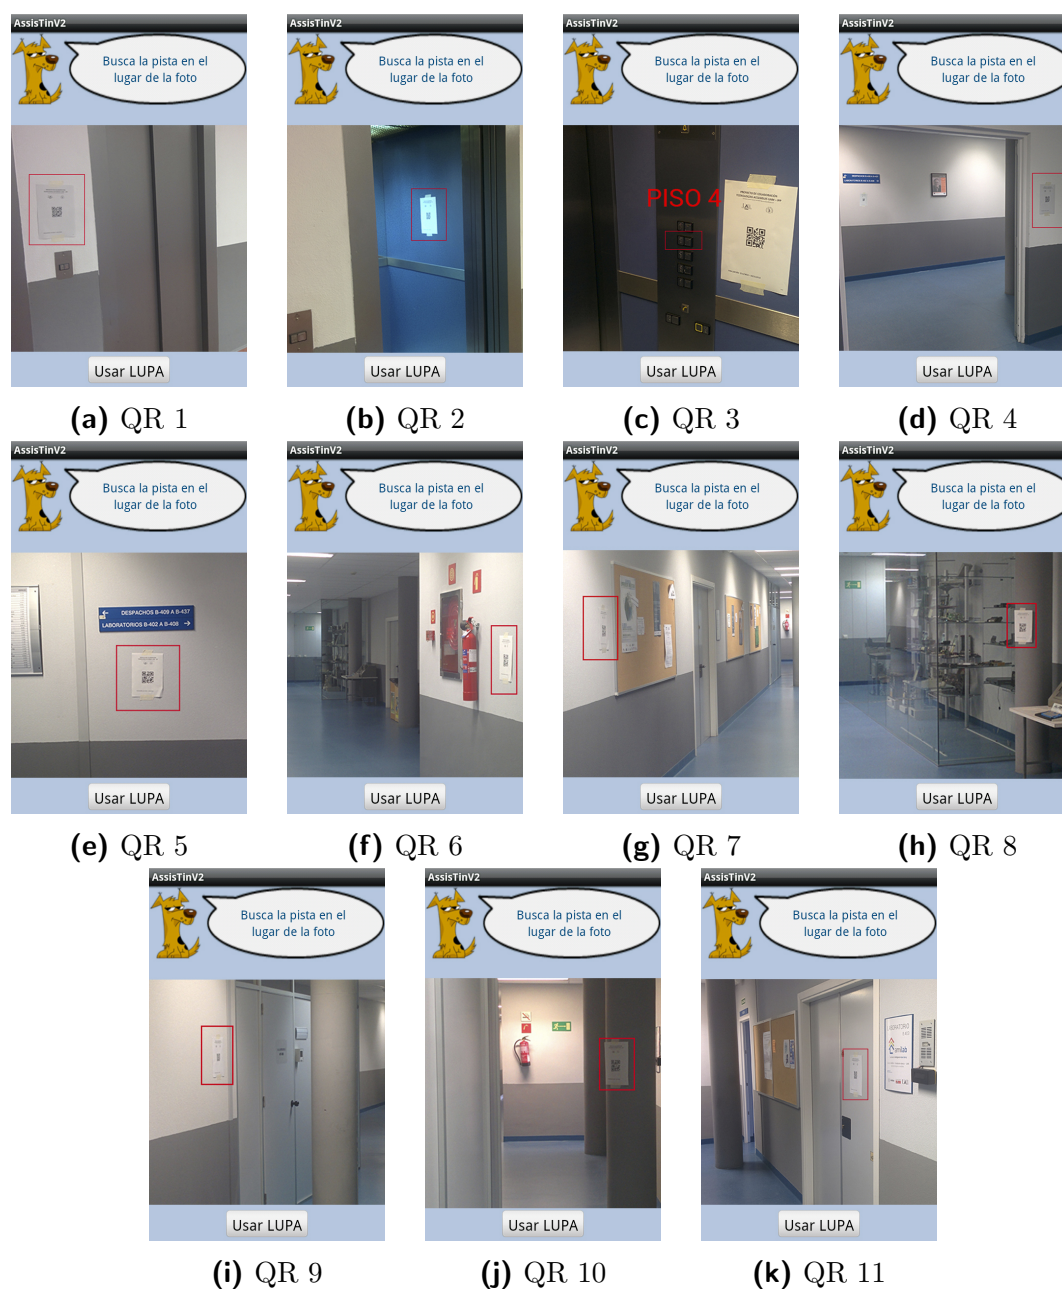 AssisTinV2
Busca la pista en el
lugar de la foto
Usar LUPA
(a) QR 1
AssisTinV2
Busca la pista en el
lugar de la foto
Usar LUPA
(b) QR 2
AssisTinV2
Busca la pista en el
lugar de la foto
PISO 4
Usar LUPA
(c) QR 3
AssisTinV2
Busca la pista en el
lugar de la foto
Usar LUPA
(d) QR 4
AssisTinV2
Busca la pista en el
lugar de la foto
DESPACHOS B-409 A B-437
LABORATORIOS B-402 A B-408
Usar LUPA
(e) QR 5
AssisTinV2
Busca la pista en el
lugar de la foto
Usar LUPA
(f) QR 6
AssisTinV2
Busca la pista en el
lugar de la foto
Usar LUPA
(g) QR 7
AssisTinV2
Busca la pista en el
lugar de la foto
Usar LUPA
(h) QR 8
AssisTinV2
Busca la pista en el
lugar de la foto
Usar LUPA
(i) QR 9
AssisTinV2
Busca la pista en el
lugar de la foto
Usar LUPA
(j) QR 10
AssisTinV2
Busca la pista en el
lugar de la foto
Usar LUPA
(k) QR 11